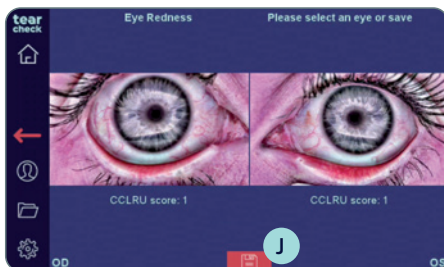 tear
check
Eye Redness
Please select an eye or save
CCLRU score: 1
CCLRU score: 1
J
OD
OS